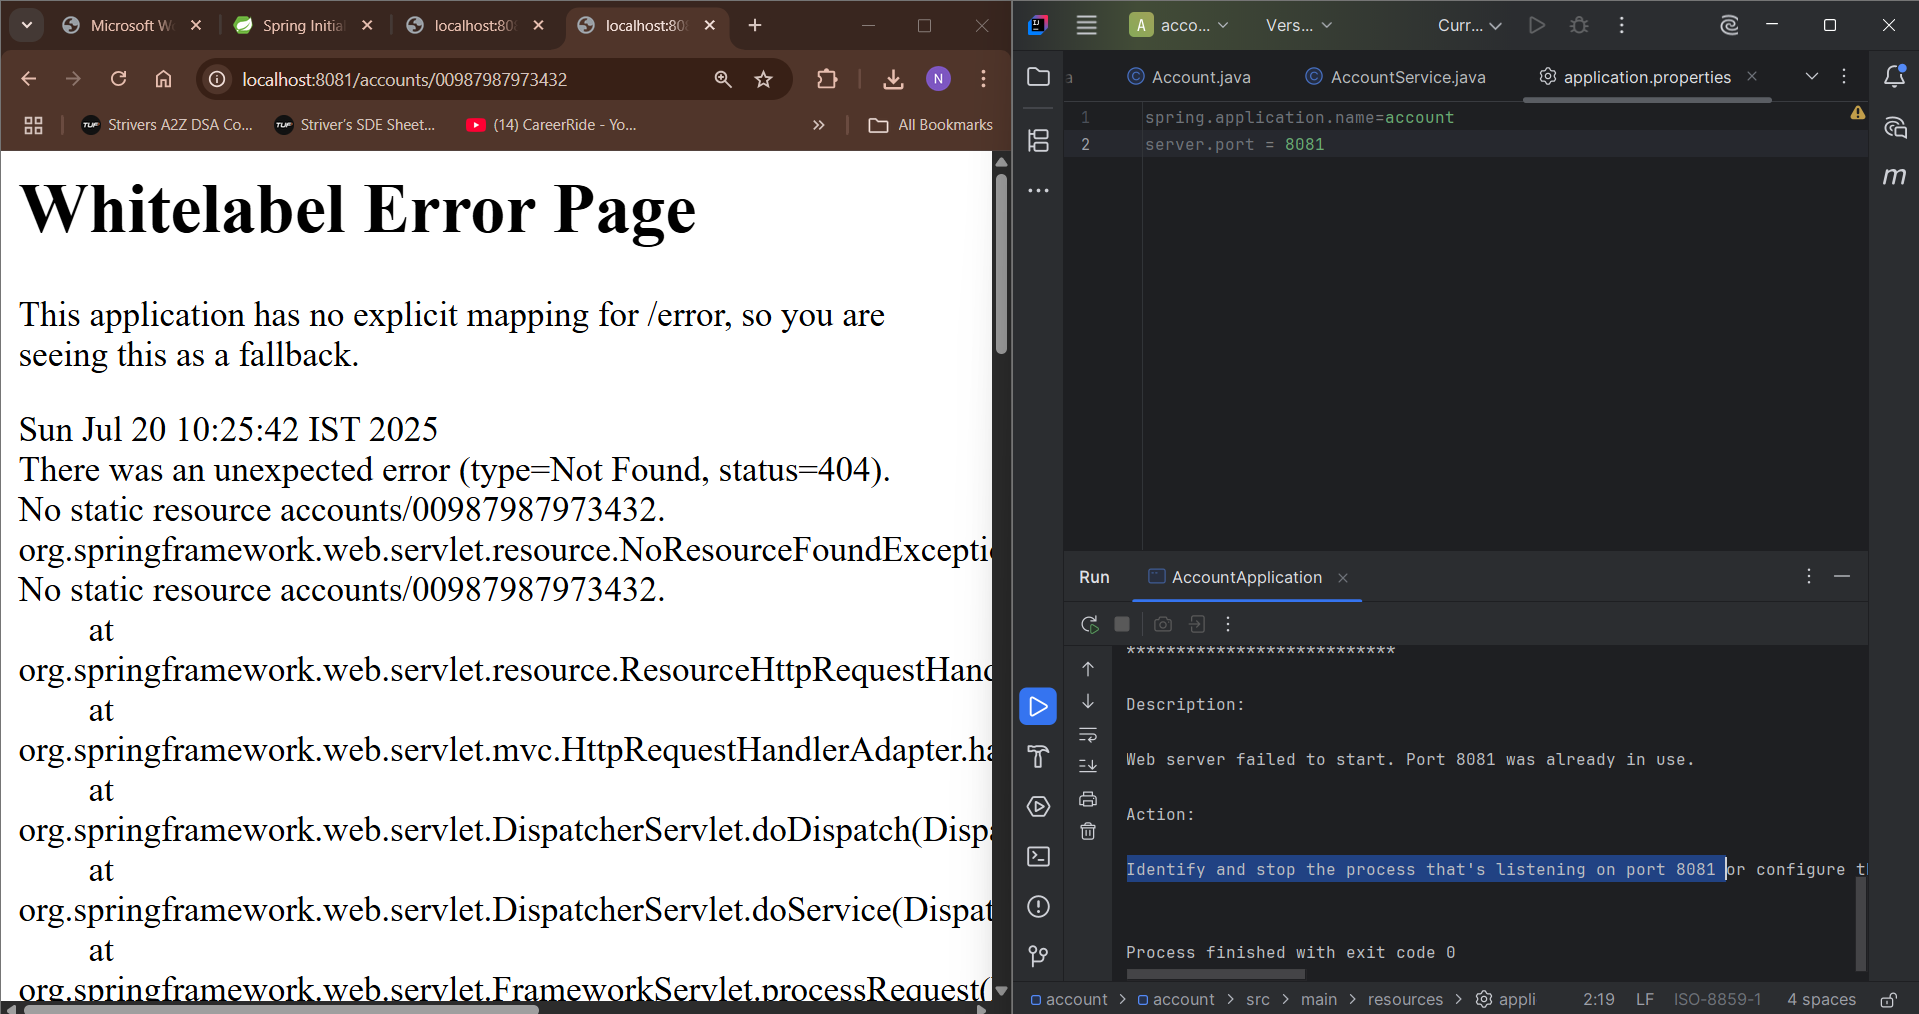 Microsoft W
Spring Initial
localhost:80
localhost:80
localhost:8081/accounts/00987987973432
N
TUF Strivers A2Z DSA Co...
TUF Striver's SDE Sheet...
(14) CareerRide - Yo...
All Bookmarks
Whitelabel Error Page
This application has no explicit mapping for /error, so you are
seeing this as a fallback.
Sun Jul 20 10:25:42 IST 2025
There was an unexpected error (type=Not Found, status=404).
No static resource accounts/00987987973432.
org.springframework.web.servlet.resource.NoResourceFoundExceptio
No static resource accounts/00987987973432.
at
org.springframework.web.servlet.resource.ResourceHttpRequestHand
at
org.springframework.web.servlet.mvc.HttpRequestHandlerAdapter.ha
at
org.springframework.web.servlet.DispatcherServlet.doDispatch(Dispa
at
org.springframework.web.servlet.DispatcherServlet.doService(Dispat
at
org.springframework.web.servlet.FrameworkServlet.processRequest(
A acco...
Vers...
Curr...
a
Account.java
AccountService.java
application.properties
1 spring.application.name=account
2 server.port = 8081
m
Run
AccountApplication
***************************
Description:
Web server failed to start. Port 8081 was already in use.
Action:
Identify and stop the process that's listening on port 8081 or configure th
Process finished with exit code 0
account > account > src > main > resources > appli
2:19 LF ISO-8859-1 4 spaces